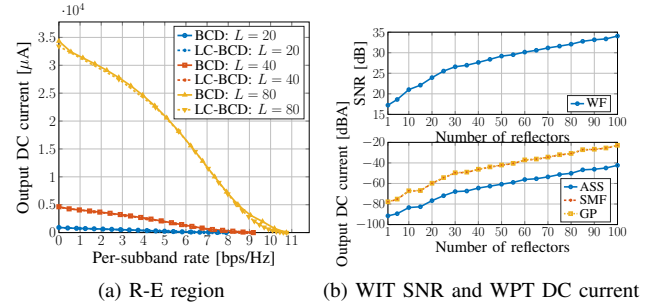 Output DC current [μA]
·10⁴
3.5
3
2.5
2
1.5
1
0.5
0
0 1 2 3 4 5 6 7 8 9 10 11
Per-subband rate [bps/Hz]
BCD: L = 20
LC-BCD: L = 20
BCD: L = 40
LC-BCD: L = 40
BCD: L = 80
LC-BCD: L = 80
(a) R-E region
SNR [dB]
35
30
25
20
15
1 10 20 30 40 50 60 70 80 90 100
Number of reflectors
WF
Output DC current [dBA]
−20
−40
−60
−80
−100
1 10 20 30 40 50 60 70 80 90 100
Number of reflectors
ASS
SMF
GP
(b) WIT SNR and WPT DC current